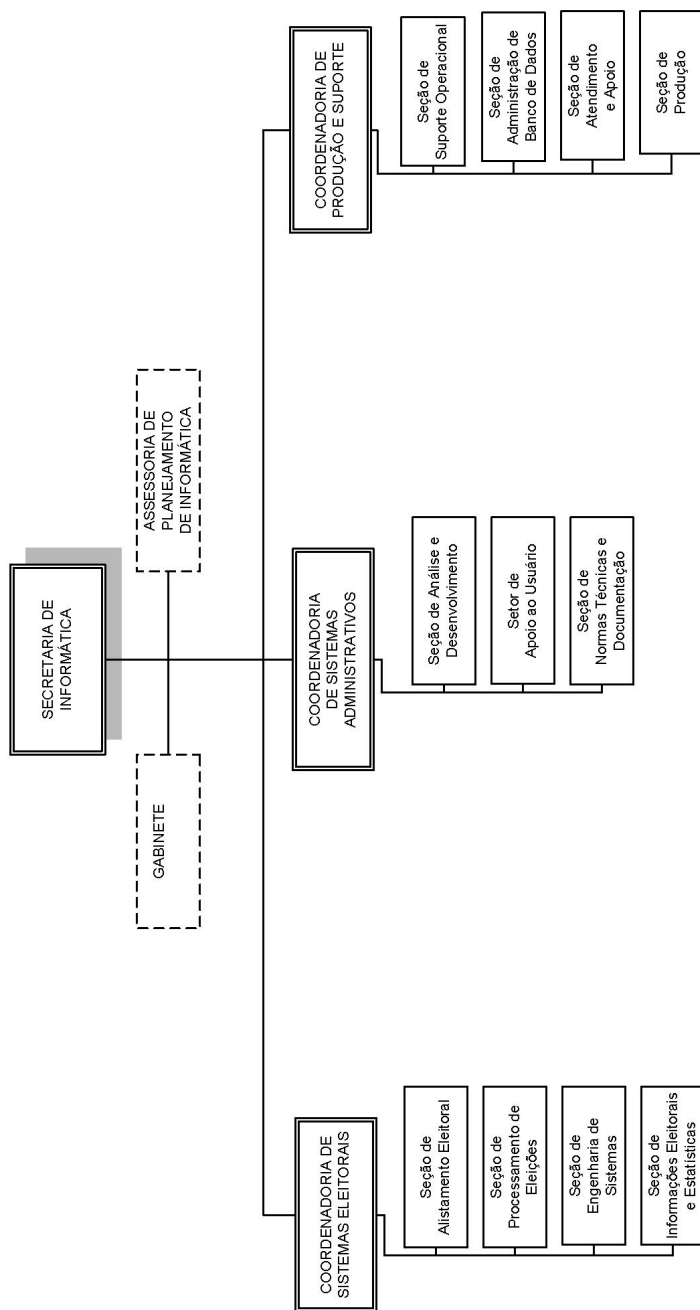 SECRETARIA DE
INFORMÁTICA
GABINETE
ASSESSORIA DE
PLANEJAMENTO
DE INFORMÁTICA
COORDENADORIA DE
SISTEMAS ELEITORAIS
Seção de
Alistamento Eleitoral
Seção de
Processamento de
Eleições
Seção de
Engenharia de
Sistemas
Seção de
Informações Eleitorais
e Estatísticas
COORDENADORIA
DE SISTEMAS
ADMINISTRATIVOS
Seção de Análise e
Desenvolvimento
Setor de
Apoio ao Usuário
Seção de
Normas Técnicas e
Documentação
COORDENADORIA DE
PRODUÇÃO E SUPORTE
Seção de
Suporte Operacional
Seção de
Administração de
Banco de Dados
Seção de
Atendimento
e Apoio
Seção de
Produção